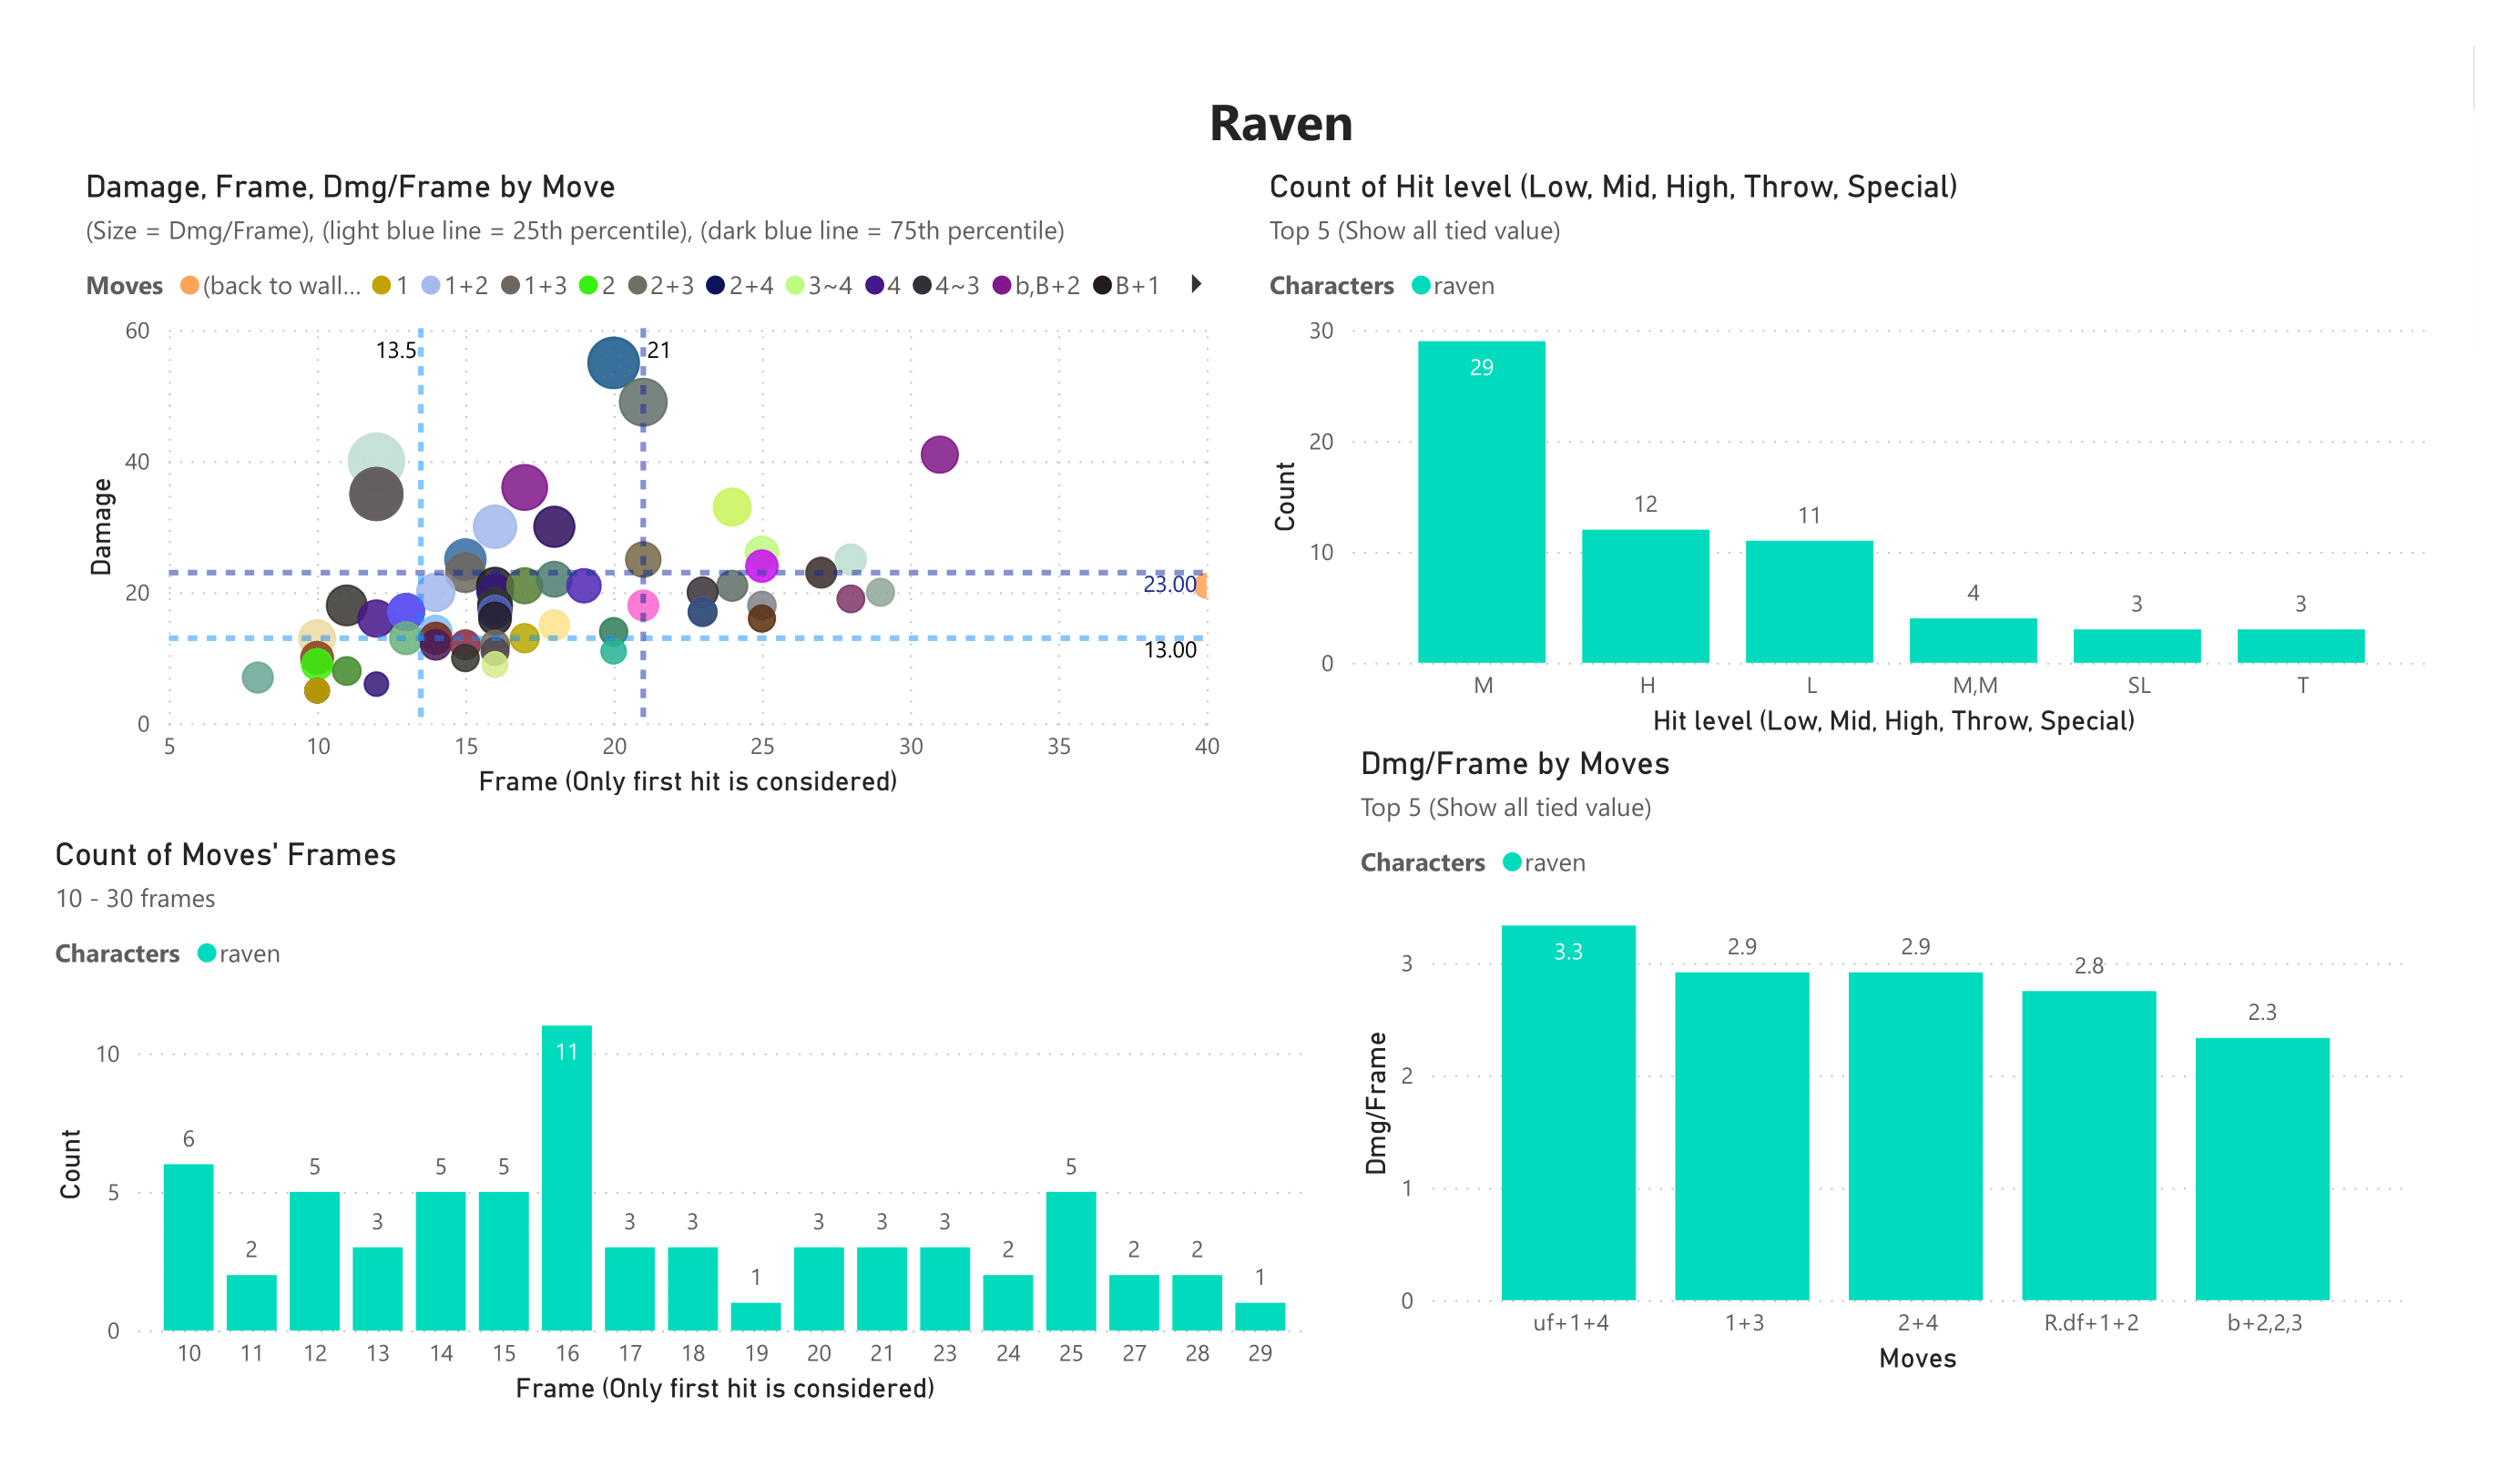 Raven
Damage, Frame, Dmg/Frame by Move
(Size = Dmg/Frame), (light blue line = 25th percentile), (dark blue line = 75th percentile)
Moves (back to wall... 1 1+2 1+3 2 2+3 2+4 3~4 4 4~3 b,B+2 B+1
60
40
20
0
Damage
13.5
21
23.00
13.00
5 10 15 20 25 30 35 40
Frame (Only first hit is considered)
Count of Hit level (Low, Mid, High, Throw, Special)
Top 5 (Show all tied value)
Characters raven
30
20
10
0
Count
29 12 11 4 3 3
M H L M,M SL T
Hit level (Low, Mid, High, Throw, Special)
Count of Moves' Frames
10 - 30 frames
Characters raven
10
5
0
Count
6 2 5 3 5 5 11 3 3 1 3 3 3 2 5 2 2 1
10 11 12 13 14 15 16 17 18 19 20 21 23 24 25 27 28 29
Frame (Only first hit is considered)
Dmg/Frame by Moves
Top 5 (Show all tied value)
Characters raven
3
2
1
0
Dmg/Frame
3.3 2.9 2.9 2.8 2.3
uf+1+4 1+3 2+4 R.df+1+2 b+2,2,3
Moves